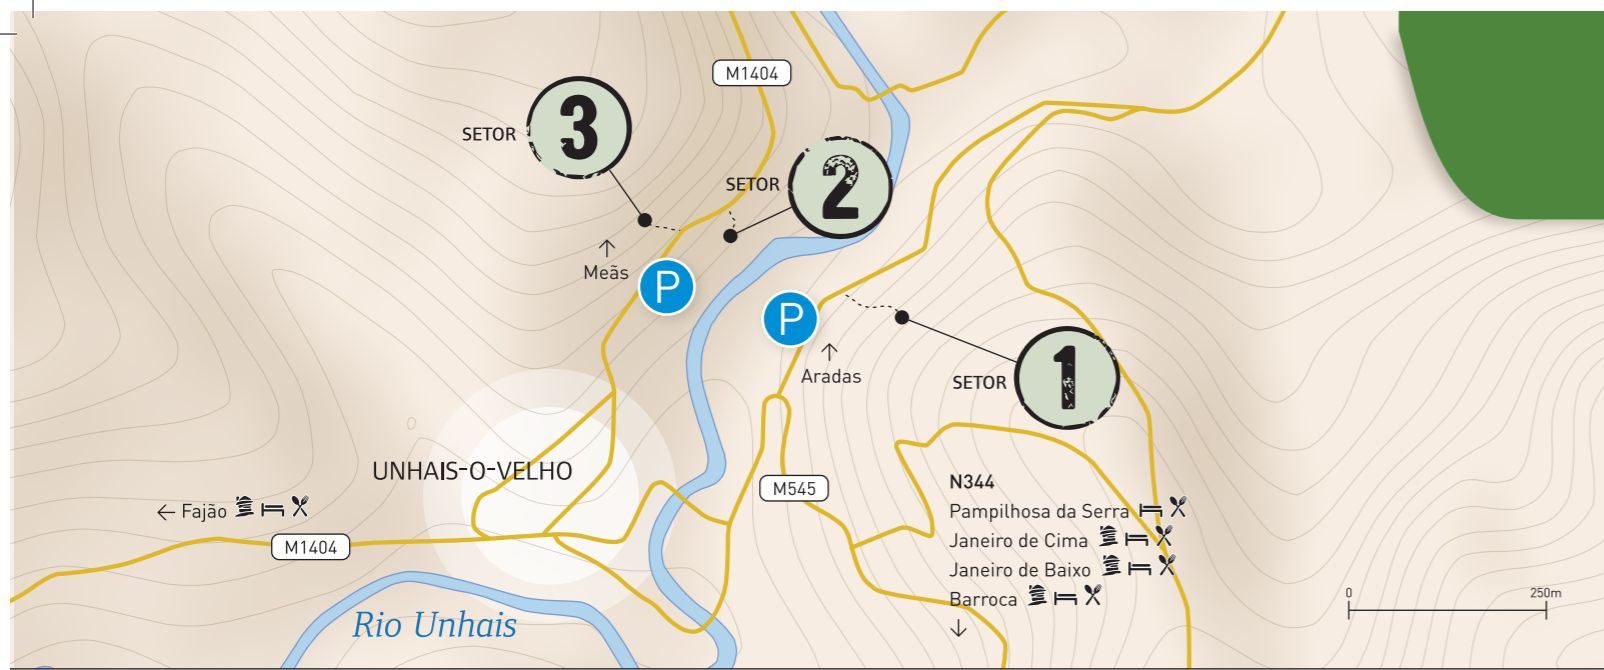 M1404
SETOR 3
SETOR 2
↑
Meãs
P
P
↑
Aradas
SETOR 1
UNHAIS-O-VELHO
← Fajão
M1404
M545
N344
Pampilhosa da Serra
Janeiro de Cima
Janeiro de Baixo
Barroca
↓
Rio Unhais
0 250m